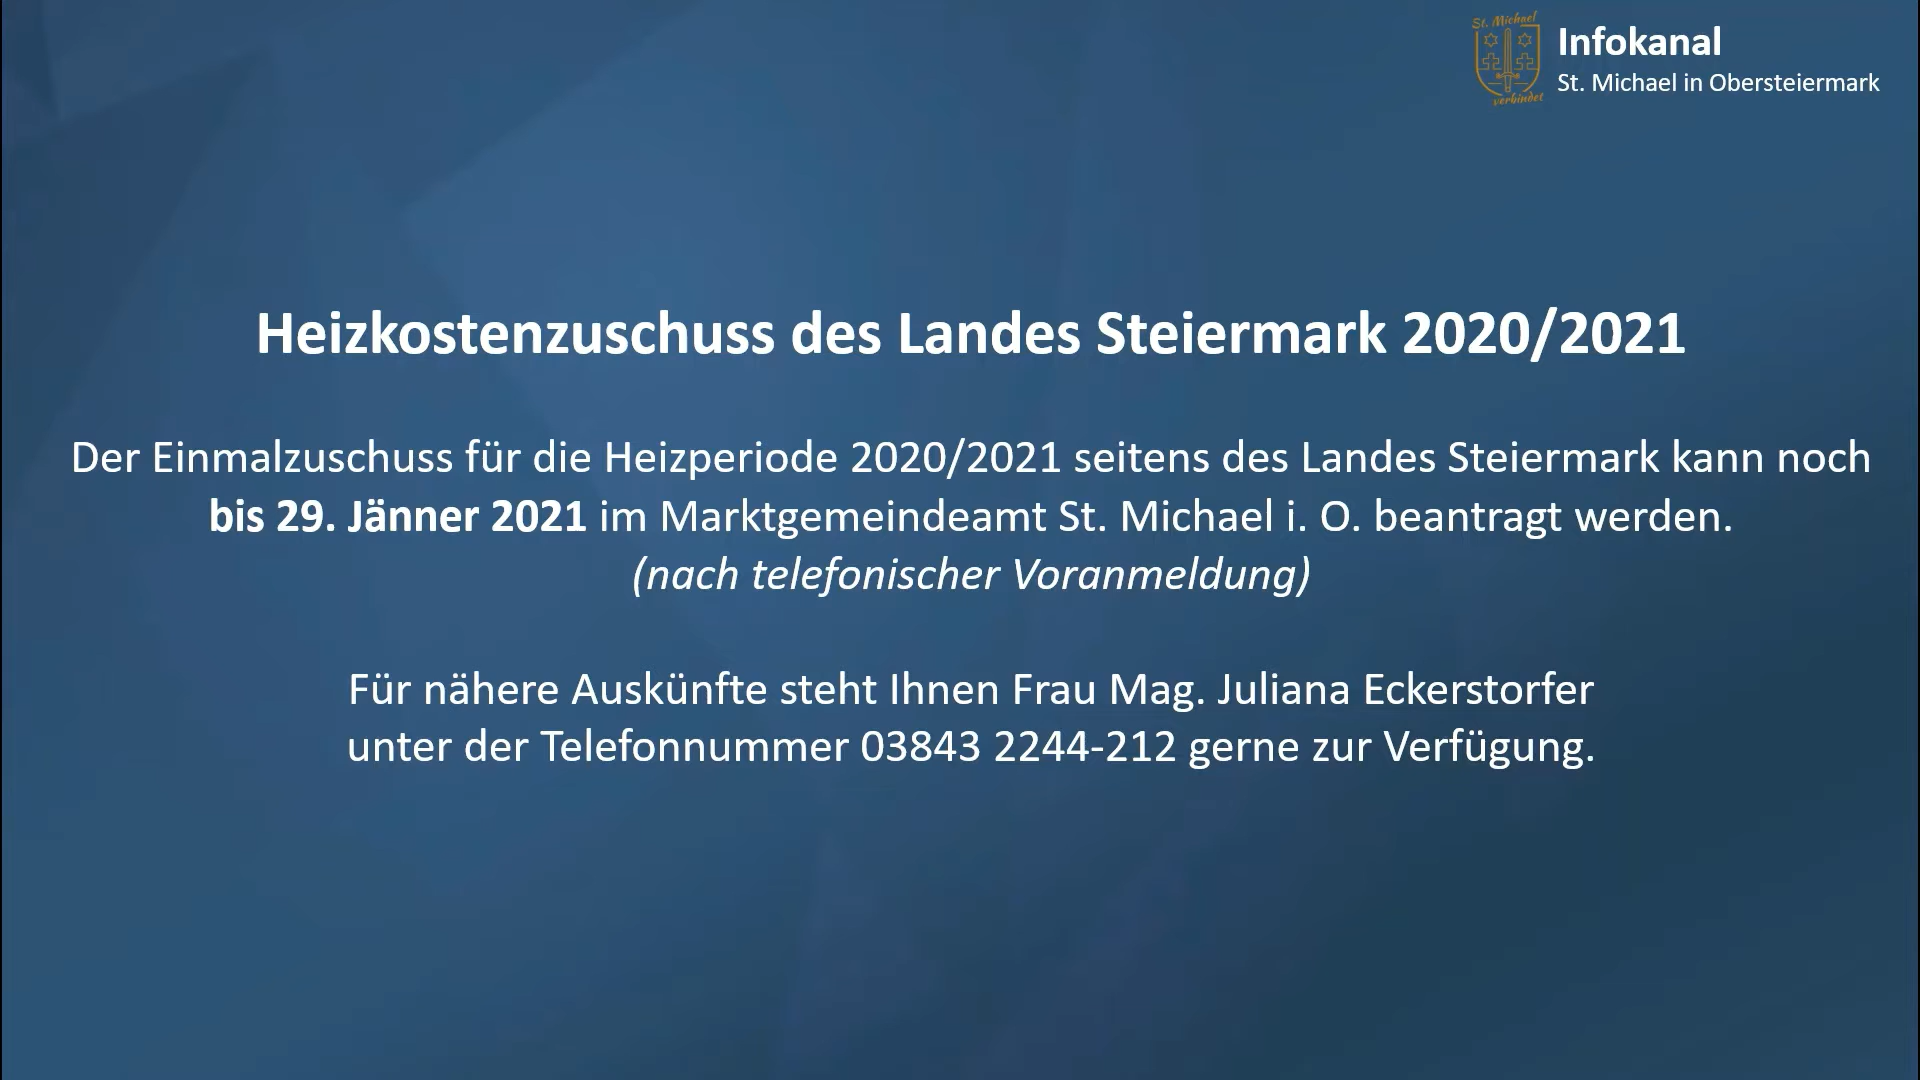 St. Michael
verbindet
Infokanal
St. Michael in Obersteiermark
Heizkostenzuschuss des Landes Steiermark 2020/2021
Der Einmalzuschuss für die Heizperiode 2020/2021 seitens des Landes Steiermark kann noch
bis 29. Jänner 2021 im Marktgemeindeamt St. Michael i. O. beantragt werden.
(nach telefonischer Voranmeldung)
Für nähere Auskünfte steht Ihnen Frau Mag. Juliana Eckerstorfer
unter der Telefonnummer 03843 2244-212 gerne zur Verfügung.